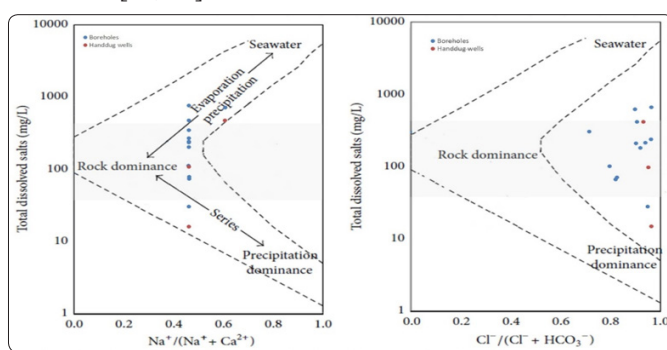 Boreholes
Handdug wells
Total dissolved salts (mg/L)
10000
1000
100
10
1
0.0
0.2
0.4
0.6
0.8
1.0
Na⁺/(Na⁺ + Ca²⁺)
Seawater
Evaporation
precipitation
Rock dominance
Series
Precipitation
dominance
Boreholes
Handdug wells
Total dissolved salts (mg/L)
10000
1000
100
10
1
0.0
0.2
0.4
0.6
0.8
1.0
Cl⁻/(Cl⁻ + HCO₃⁻)
Seawater
Rock dominance
Precipitation
dominance